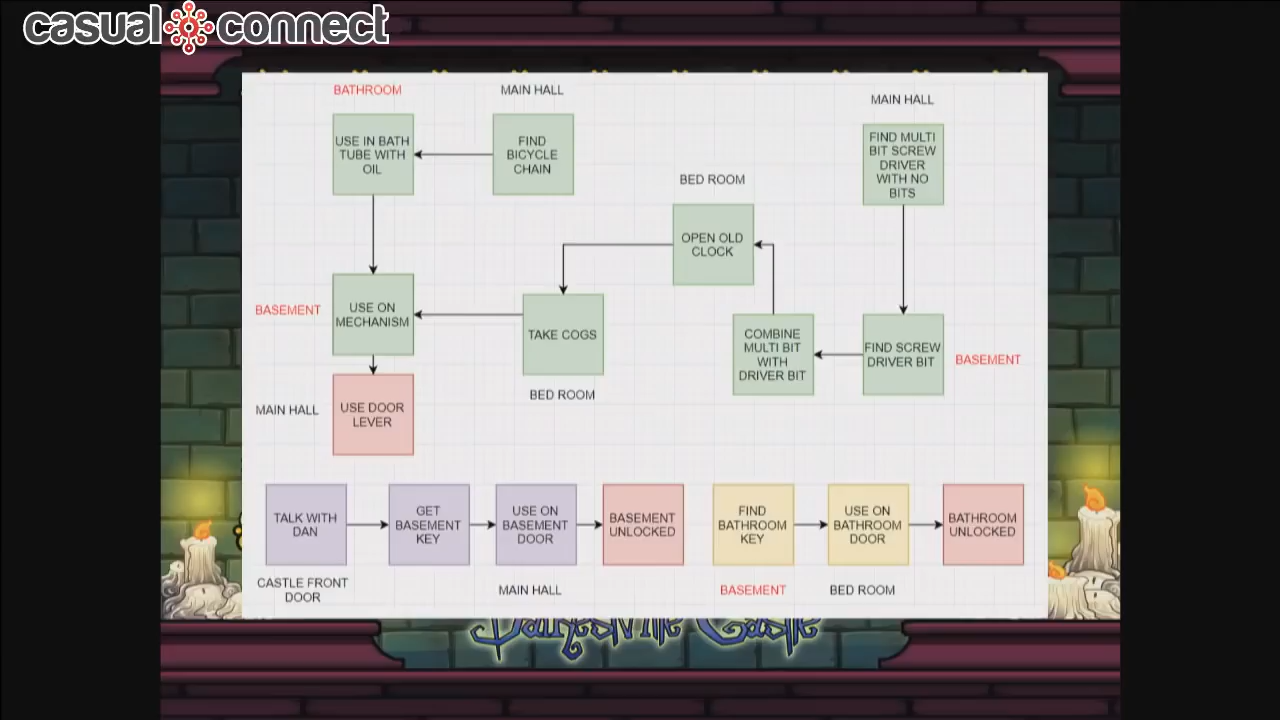 casual connect
BATHROOM
MAIN HALL
MAIN HALL
USE IN BATH
TUBE WITH
OIL
FIND
BICYCLE
CHAIN
FIND MULTI
BIT SCREW
DRIVER
WITH NO
BITS
BED ROOM
OPEN OLD
CLOCK
BASEMENT
USE ON
MECHANISM
TAKE COGS
COMBINE
MULTI BIT
WITH
DRIVER BIT
FIND SCREW
DRIVER BIT
BASEMENT
BED ROOM
MAIN HALL
USE DOOR
LEVER
TALK WITH
DAN
GET
BASEMENT
KEY
USE ON
BASEMENT
DOOR
BASEMENT
UNLOCKED
FIND
BATHROOM
KEY
USE ON
BATHROOM
DOOR
BATHROOM
UNLOCKED
CASTLE FRONT
DOOR
MAIN HALL
BASEMENT
BED ROOM
Darkesville Castle